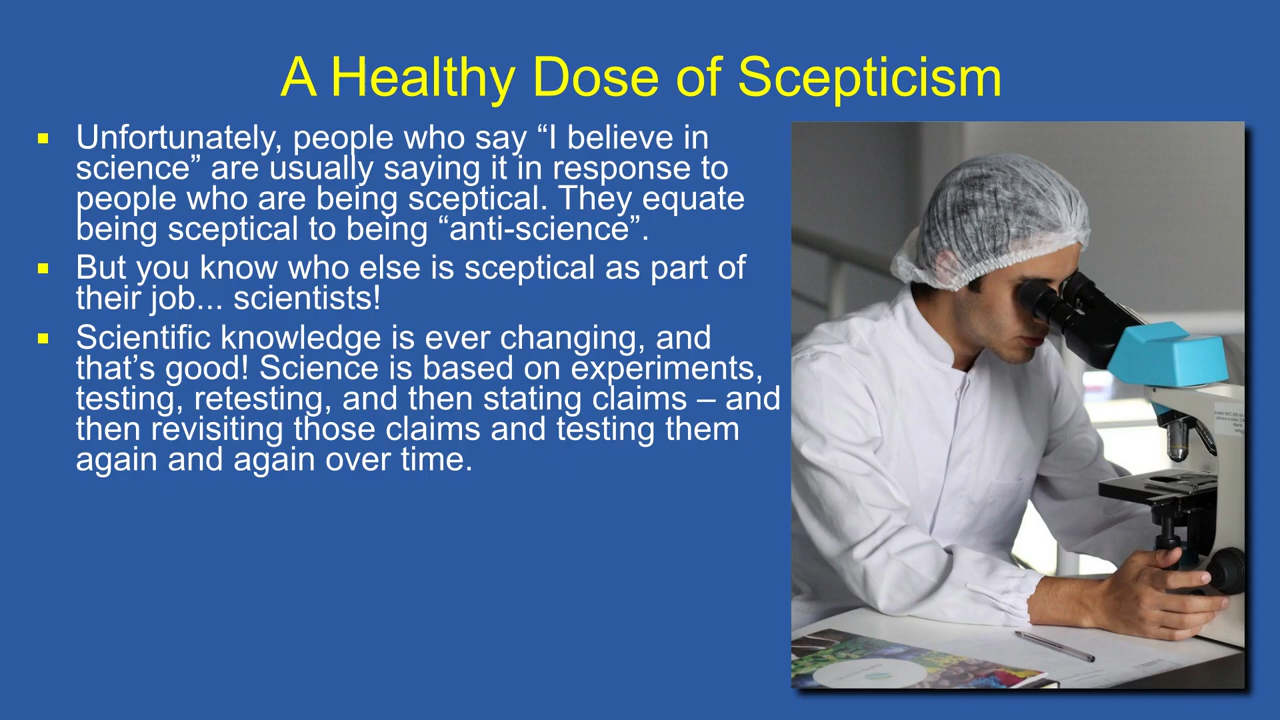 A Healthy Dose of Scepticism
Unfortunately, people who say “I believe in
science” are usually saying it in response to
people who are being sceptical. They equate
being sceptical to being “anti-science”.
But you know who else is sceptical as part of
their job... scientists!
Scientific knowledge is ever changing, and
that’s good! Science is based on experiments,
testing, retesting, and then stating claims – and
then revisiting those claims and testing them
again and again over time.